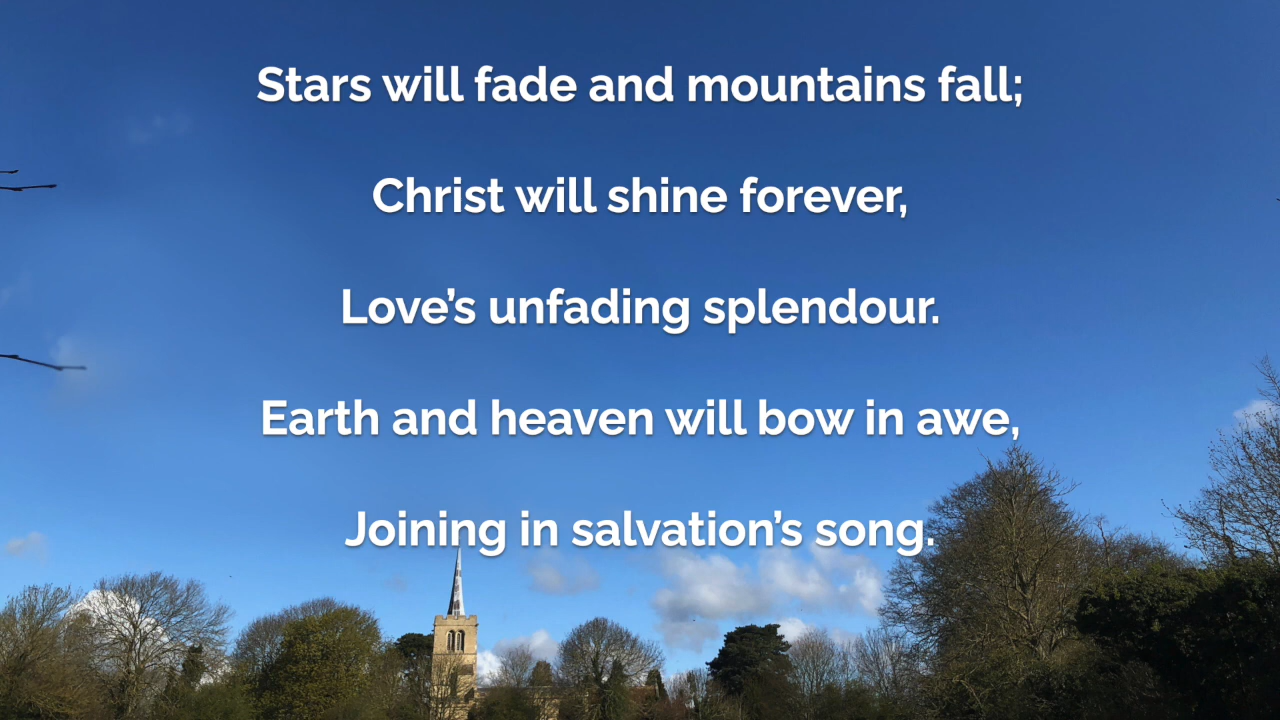 Stars will fade and mountains fall;
Christ will shine forever,
Love’s unfading splendour.
Earth and heaven will bow in awe,
Joining in salvation’s song.